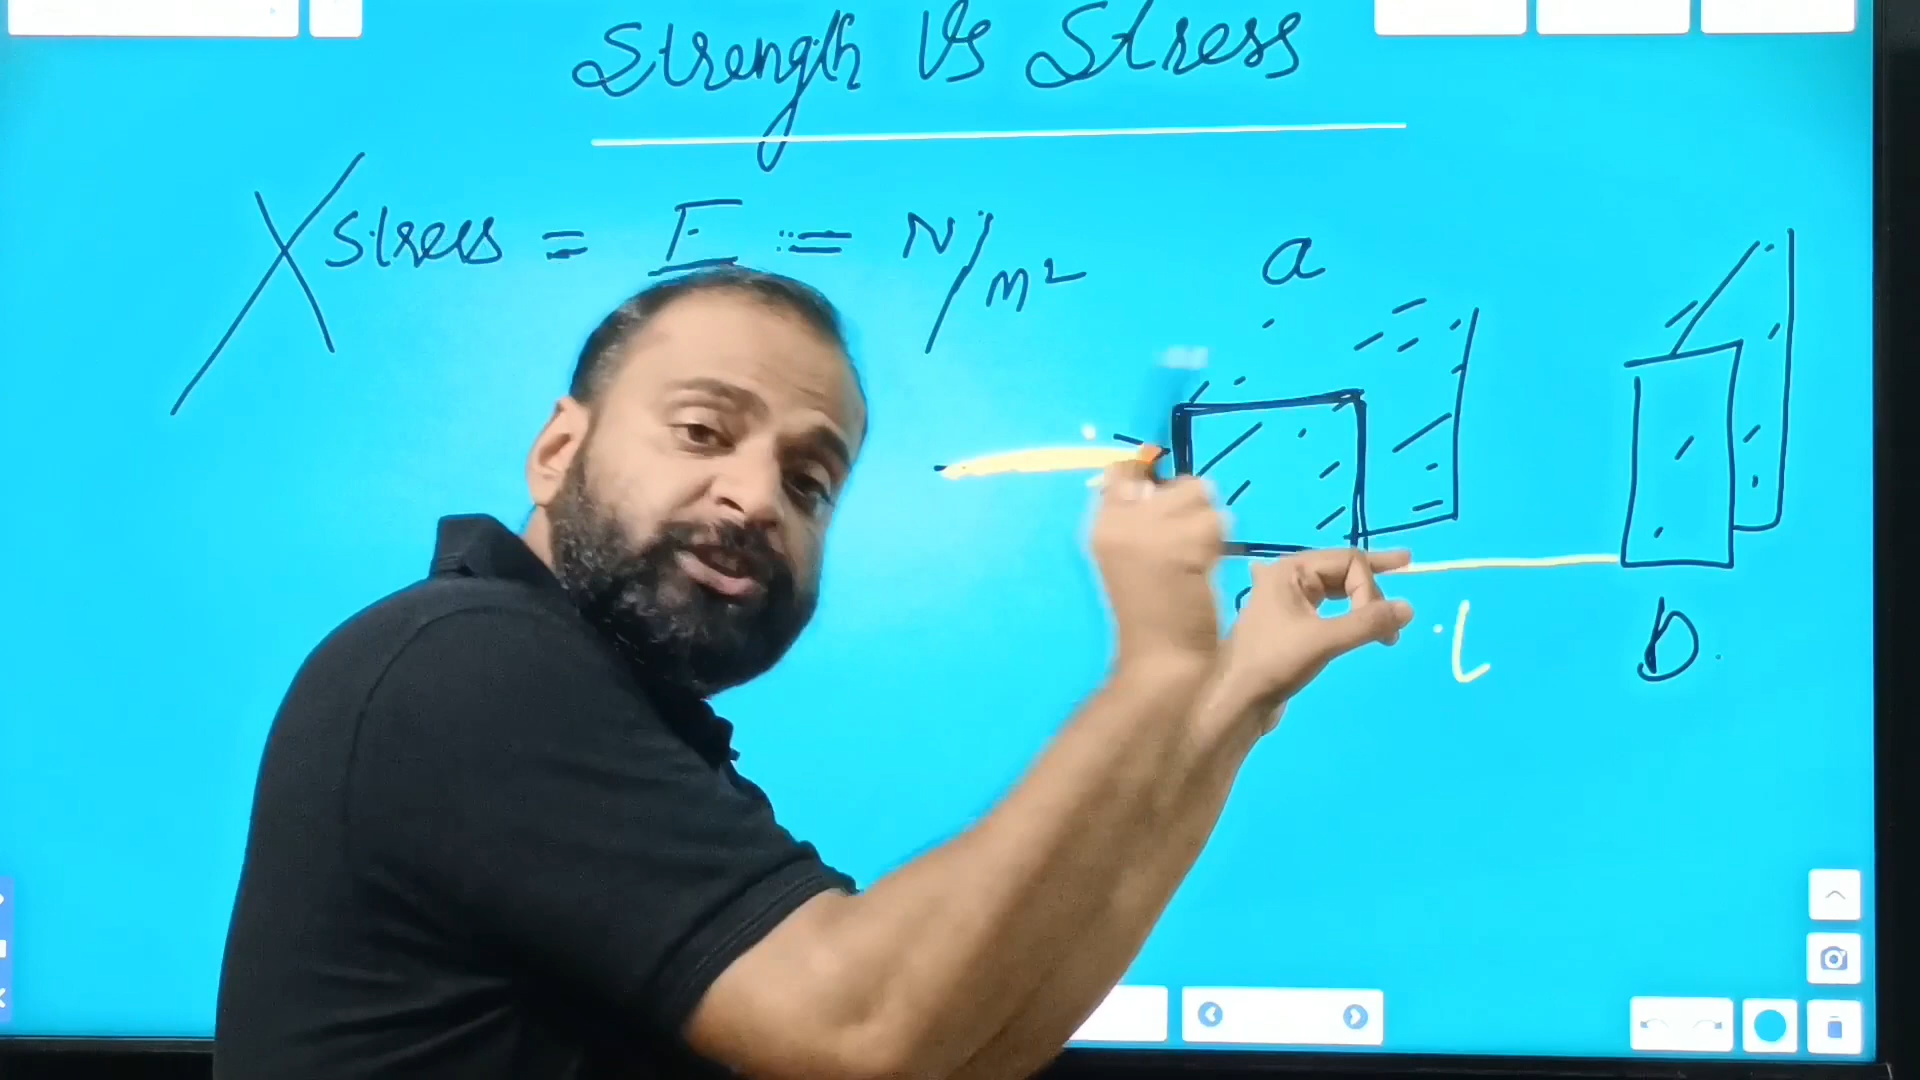 Strength Vs Stress
Stress = F = N/m²
a
L
D